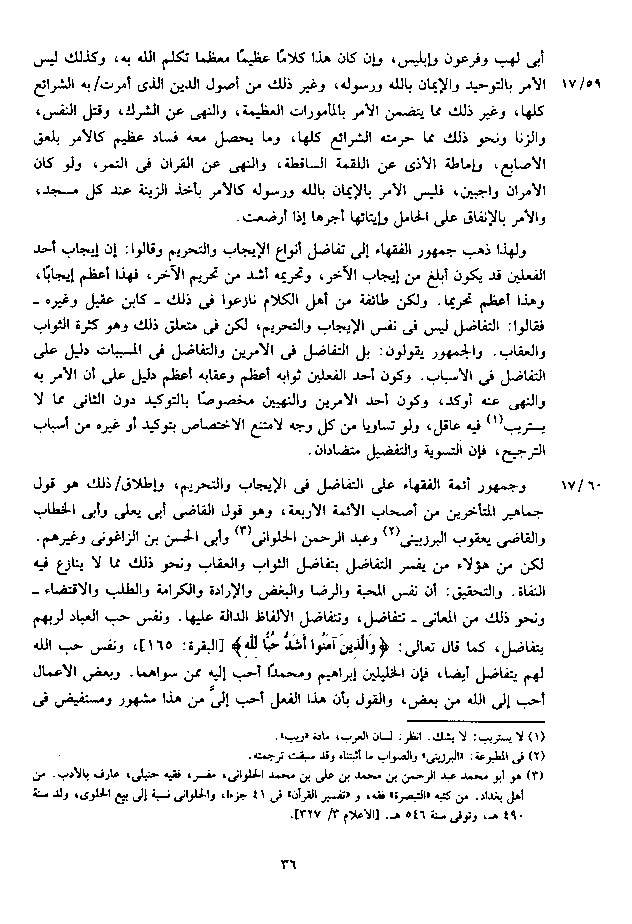 أبى لهب وفرعون وإبليس، وإن كان هذا كلامًا عظيمًا معظما تكلم الله به، وكذلك ليس
١٧/٥٩ الأمر بالتوحيد والإيمان بالله ورسوله، وغير ذلك من أصول الدين الذى أمرت/ به الشرائع
كلها، وغير ذلك مما يتضمن الأمر بالمأمورات العظيمة، والنهى عن الشرك، وقتل النفس،
والزنا ونحو ذلك مما حرمته الشرائع كلها، وما يحصل معه فساد عظيم كالأمر بلعق
الأصابع، وإماطة الأذى عن اللقمة الساقطة، والنهى عن القران فى التمر، ولو كان
الأمران واجبين، فليس الأمر بالإيمان بالله ورسوله كالأمر بأخذ الزينة عند كل مسجد،
والأمر بالإنفاق على الحامل وإيتائها أجرها إذا أرضعت.
ولهذا ذهب جمهور الفقهاء إلى تفاضل أنواع الإيجاب والتحريم وقالوا: إن إيجاب أحد
الفعلين قد يكون أبلغ من إيجاب الآخر، وتحريمه أشد من تحريم الآخر، فهذا أعظم إيجابًا،
وهذا أعظم تحريما. ولكن طائفة من أهل الكلام نازعوا فى ذلك ـ كابن عقيل وغيره ـ
فقالوا: التفاضل ليس فى نفس الإيجاب والتحريم، لكن فى متعلق ذلك وهو كثرة الثواب
والعقاب. والجمهور يقولون: بل التفاضل فى الأمرين والتفاضل فى المسببات دليل على
التفاضل فى الأسباب. وكون أحد الفعلين ثوابه أعظم وعقابه أعظم دليل على أن الأمر به
والنهى عنه أوكد، وكون أحد الأمرين والنهيين مخصوصًا بالتوكيد دون الثانى مما لا
يستريب(١) فيه عاقل، ولو تساويا من كل وجه لامتنع الاختصاص بتوكيد أو غيره من أسباب
الترجيح، فإن التسوية والتفضيل متضادان.
١٧/٦٠ وجمهور أئمة الفقهاء على التفاضل فى الإيجاب والتحريم، وإطلاق/ ذلك هو قول
جماهير المتأخرين من أصحاب الأئمة الأربعة، وهو قول القاضى أبى يعلى وأبى الخطاب
والقاضى يعقوب البرزبينى(٢) وعبد الرحمن الحلوانى(٣) وأبى الحسن بن الزاغونى وغيرهم.
لكن من هؤلاء من يفسر التفاضل بتفاضل الثواب والعقاب ونحو ذلك مما لا ينازع فيه
النفاة. والتحقيق: أن نفس المحبة والرضا والبغض والإرادة والكرامة والطلب والاقتضاء ـ
ونحو ذلك من المعانى ـ تتفاضل، وتتفاضل الألفاظ الدالة عليها. ونفس حب العباد لربهم
يتفاضل، كما قال تعالى: ﴿وَالَّذِينَ آمَنُوا أَشَدُّ حُبًّا لِّلَّهِ﴾ [البقرة: ١٦٥]، ونفس حب الله
لهم يتفاضل أيضا، فإن الخليلين إبراهيم ومحمدًا أحب إليه ممن سواهما. وبعض الأعمال
أحب إلى الله من بعض، والقول بأن هذا الفعل أحب إلىَّ من هذا مشهور ومستفيض فى
(١) لا يستريب: لا يشك. انظر: لسان العرب، مادة «ريب».
(٢) فى المطبوعة: «البرزينى» والصواب ما أثبتناه وقد سبقت ترجمته.
(٣) هو أبو محمد عبد الرحمن بن محمد بن على بن محمد الحلوانى، مفسر، فقيه حنبلى، عارف بالأدب. من
أهل بغداد. من كتبه «التبصرة» فقه، و «تفسير القرآن» فى ٤١ جزءا، والحلوانى نسبة إلى بيع الحلوى، ولد سنة
٤٩٠ هـ، وتوفى سنة ٥٤٦ هـ. [الأعلام ٣/ ٣٢٧].
٣٦